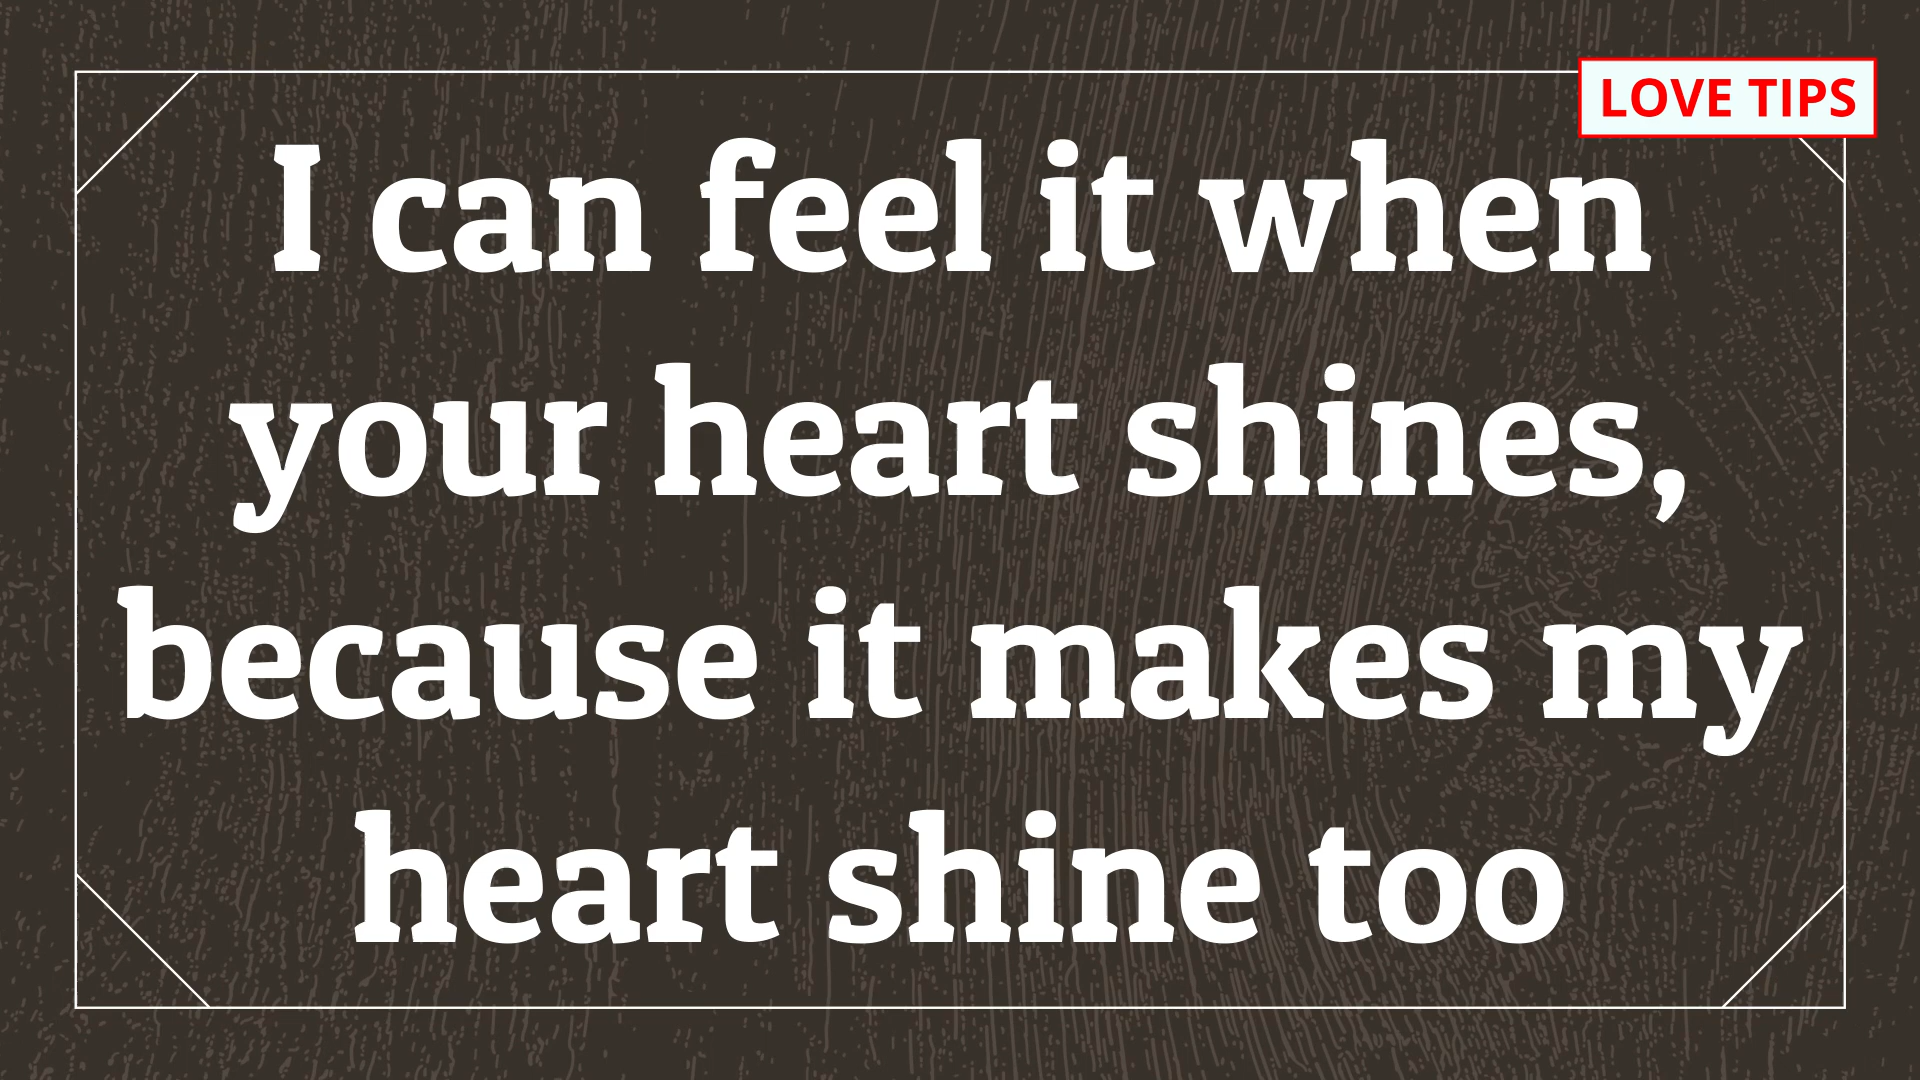 LOVE TIPS
I can feel it when
your heart shines,
because it makes my
heart shine too